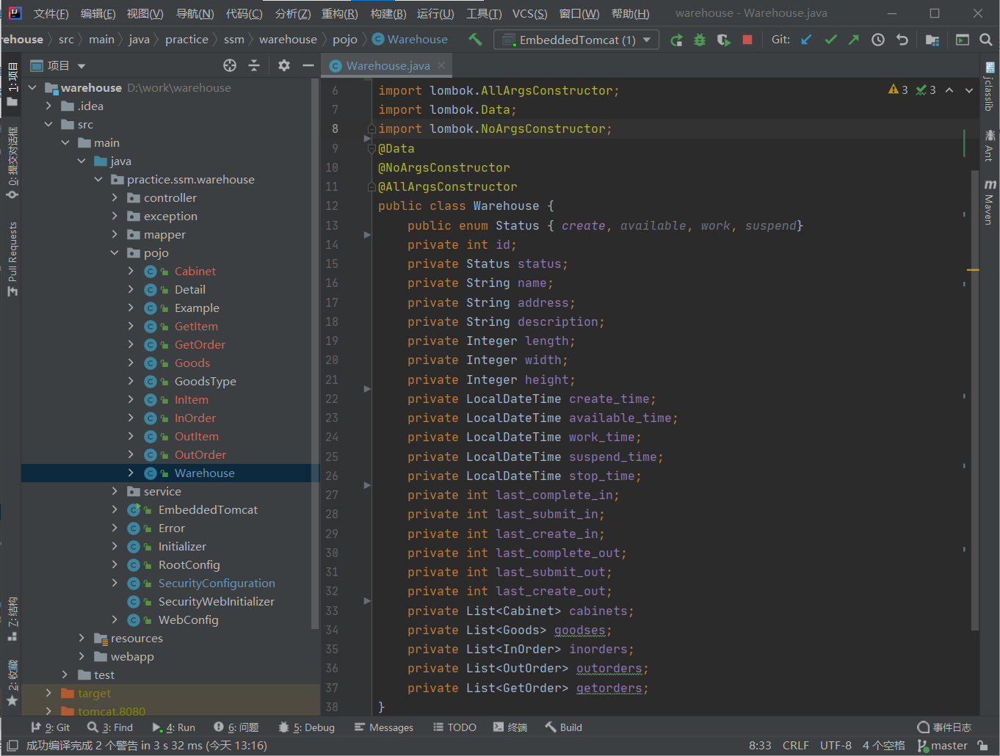 文件(F) 编辑(E) 视图(V) 导航(N) 代码(C) 分析(Z) 重构(R) 构建(B) 运行(U) 工具(T) VCS(S) 窗口(W) 帮助(H) warehouse - Warehouse.java
rehouse src main java practice ssm warehouse pojo Warehouse EmbeddedTomcat (1) Git:
项目 Warehouse.java
1: 项目
0: 提交对话框
Pull Requests
7: 结构
2: 收藏
warehouse D:\work\warehouse
.idea
src
main
java
practice.ssm.warehouse
controller
exception
mapper
pojo
Cabinet
Detail
Example
GetItem
GetOrder
Goods
GoodsType
InItem
InOrder
OutItem
OutOrder
Warehouse
service
EmbeddedTomcat
Error
Initializer
RootConfig
SecurityConfiguration
SecurityWebInitializer
WebConfig
resources
webapp
test
target
tomcat.8080
3 3
6 import lombok.AllArgsConstructor;
7 import lombok.Data;
8 import lombok.NoArgsConstructor;
9 @Data
10 @NoArgsConstructor
11 @AllArgsConstructor
12 public class Warehouse {
13 public enum Status { create, available, work, suspend}
14 private int id;
15 private Status status;
16 private String name;
17 private String address;
18 private String description;
19 private Integer length;
20 private Integer width;
21 private Integer height;
22 private LocalDateTime create_time;
23 private LocalDateTime available_time;
24 private LocalDateTime work_time;
25 private LocalDateTime suspend_time;
26 private LocalDateTime stop_time;
27 private int last_complete_in;
28 private int last_submit_in;
29 private int last_create_in;
30 private int last_complete_out;
31 private int last_submit_out;
32 private int last_create_out;
33 private List<Cabinet> cabinets;
34 private List<Goods> goodses;
35 private List<InOrder> inorders;
36 private List<OutOrder> outorders;
37 private List<GetOrder> getorders;
38 }
jclasslib
Ant
Maven
9: Git 3: Find 4: Run 6: 问题 5: Debug Messages TODO 终端 Build 事件日志
成功编译完成 2 个警告 in 3 s 32 ms (今天 13:16) 8:33 CRLF UTF-8 4 个空格 master